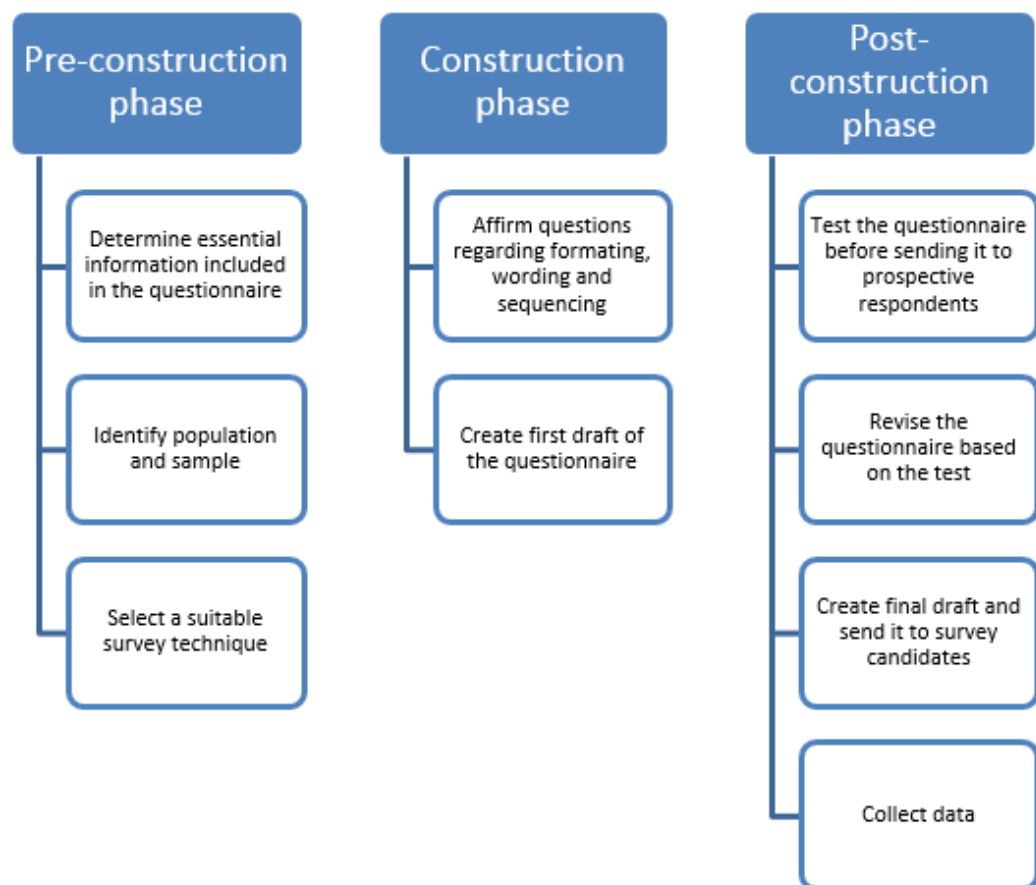 Pre-construction
phase
Determine essential
information included
in the questionnaire
Identify population
and sample
Select a suitable
survey technique
Construction
phase
Affirm questions
regarding formating,
wording and
sequencing
Create first draft of
the questionnaire
Post-
construction
phase
Test the questionnaire
before sending it to
prospective
respondents
Revise the
questionnaire based
on the test
Create final draft and
send it to survey
candidates
Collect data